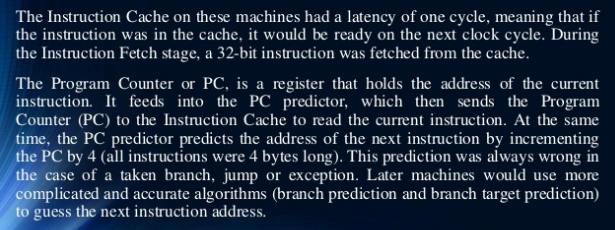 The Instruction Cache on these machines had a latency of one cycle, meaning that if
the instruction was in the cache, it would be ready on the next clock cycle. During
the Instruction Fetch stage, a 32-bit instruction was fetched from the cache.
The Program Counter or PC, is a register that holds the address of the current
instruction. It feeds into the PC predictor, which then sends the Program
Counter (PC) to the Instruction Cache to read the current instruction. At the same
time, the PC predictor predicts the address of the next instruction by incrementing
the PC by 4 (all instructions were 4 bytes long). This prediction was always wrong in
the case of a taken branch, jump or exception. Later machines would use more
complicated and accurate algorithms (branch prediction and branch target prediction)
to guess the next instruction address.